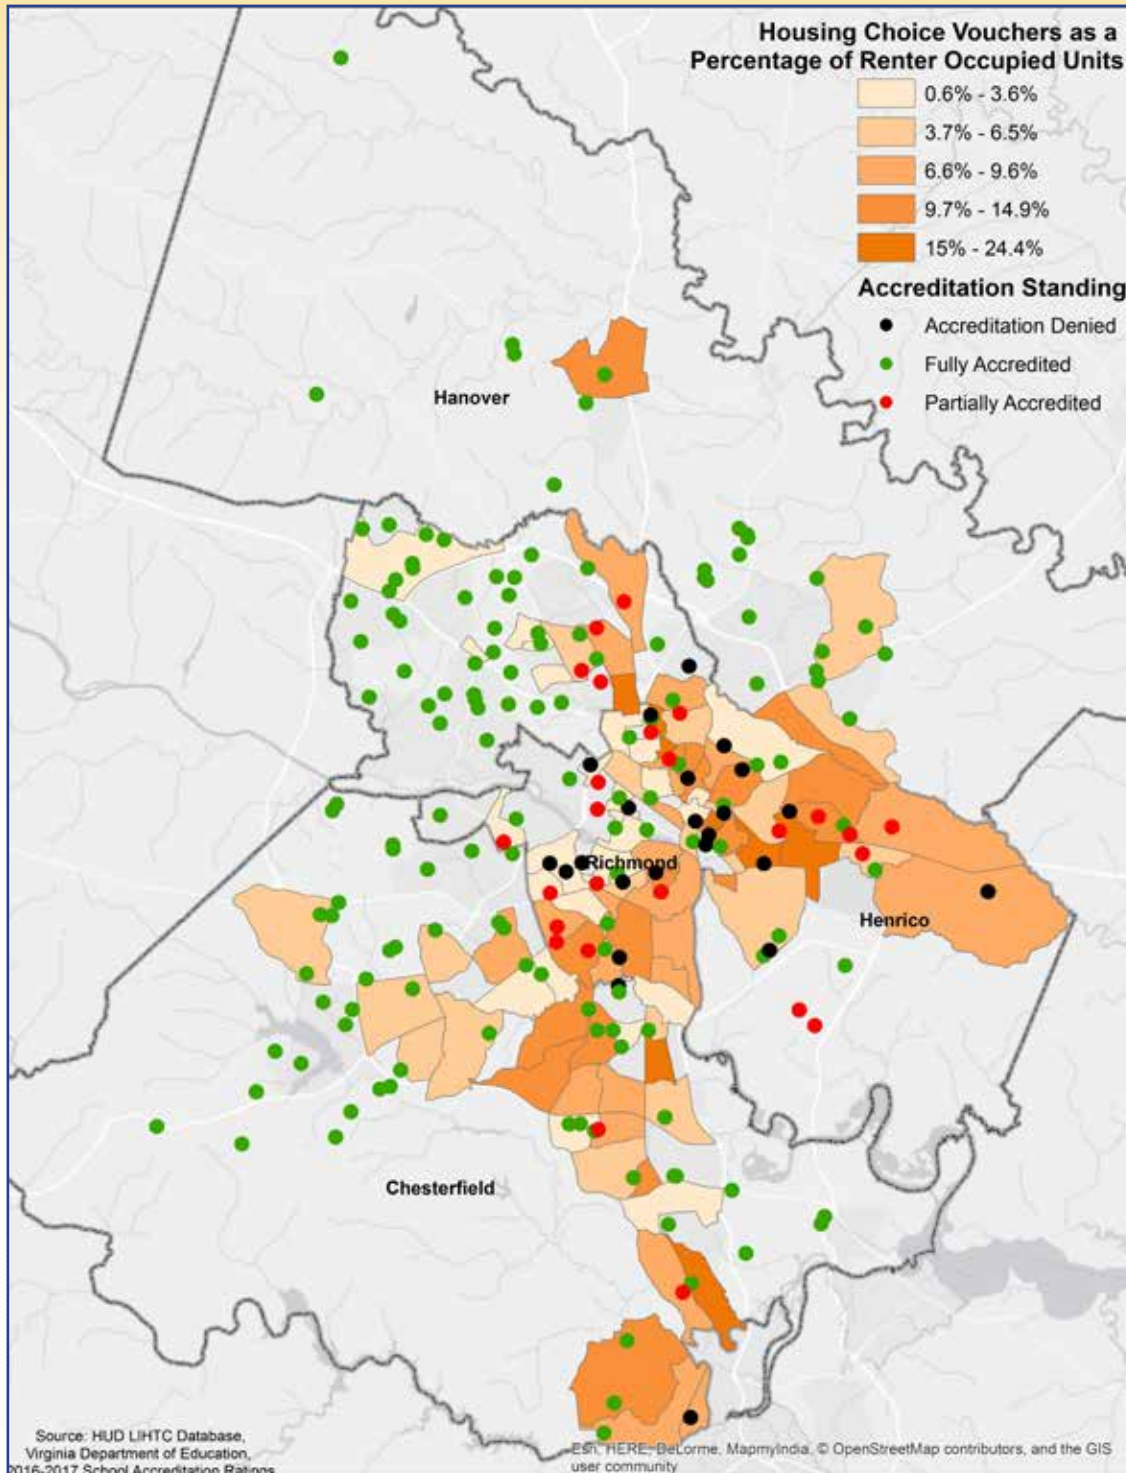 Housing Choice Vouchers as a
Percentage of Renter Occupied Units
0.6% - 3.6%
3.7% - 6.5%
6.6% - 9.6%
9.7% - 14.9%
15% - 24.4%
Accreditation Standing
Accreditation Denied
Fully Accredited
Partially Accredited
Hanover
Richmond
Henrico
Chesterfield
Source: HUD LIHTC Database,
Virginia Department of Education,
2016-2017 School Accreditation Ratings
Esri, HERE, DeLorme, MapmyIndia, © OpenStreetMap contributors, and the GIS
user community